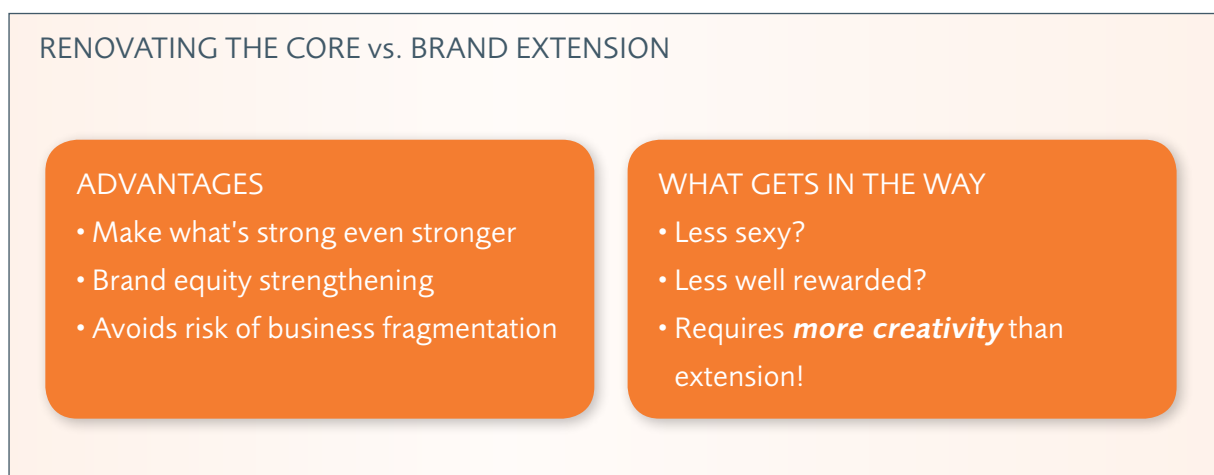 RENOVATING THE CORE vs. BRAND EXTENSION
ADVANTAGES
• Make what's strong even stronger
• Brand equity strengthening
• Avoids risk of business fragmentation
WHAT GETS IN THE WAY
• Less sexy?
• Less well rewarded?
• Requires more creativity than
extension!